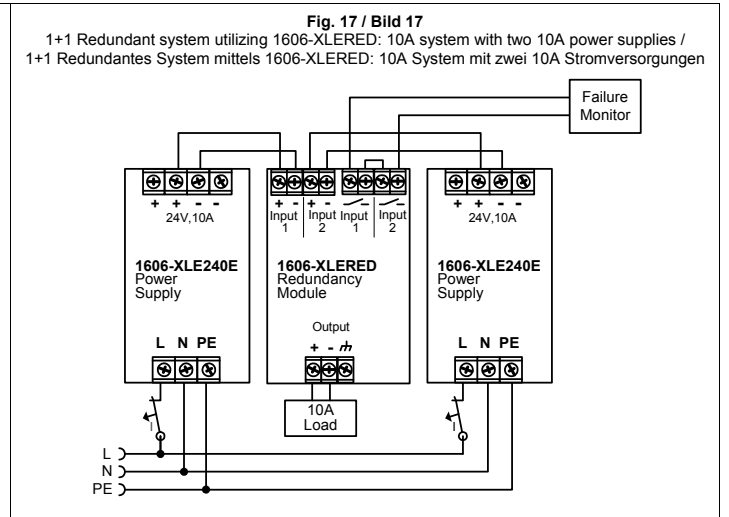 Fig. 17 / Bild 17
1+1 Redundant system utilizing 1606-XLERED: 10A system with two 10A power supplies /
1+1 Redundantes System mittels 1606-XLERED: 10A System mit zwei 10A Stromversorgungen
Failure
Monitor
+ + - -
24V,10A
1606-XLE240E
Power
Supply
L N PE
+ - + -
Input 1
Input 2
Input 1
Input 2
1606-XLERED
Redundancy
Module
Output
+ -
10A
Load
+ + - -
24V,10A
1606-XLE240E
Power
Supply
L N PE
I
I
L
N
PE